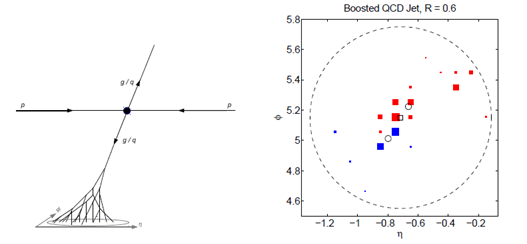 Boosted QCD Jet, R = 0.6
g/q
p
p
g/q
η
5.8
5.6
5.4
5.2
5
4.8
4.6
ϕ
−1.2 −1 −0.8 −0.6 −0.4 −0.2
η